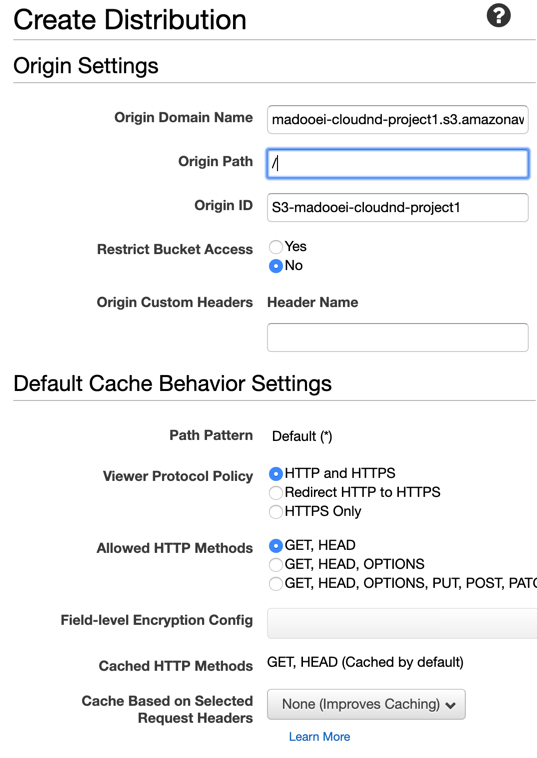 Create Distribution ?
Origin Settings
Origin Domain Name madooei-cloudnd-project1.s3.amazonaw
Origin Path /
Origin ID S3-madooei-cloudnd-project1
Restrict Bucket Access Yes
No
Origin Custom Headers Header Name
Default Cache Behavior Settings
Path Pattern Default (*)
Viewer Protocol Policy HTTP and HTTPS
Redirect HTTP to HTTPS
HTTPS Only
Allowed HTTP Methods GET, HEAD
GET, HEAD, OPTIONS
GET, HEAD, OPTIONS, PUT, POST, PATC
Field-level Encryption Config
Cached HTTP Methods GET, HEAD (Cached by default)
Cache Based on Selected None (Improves Caching)
Request Headers
Learn More